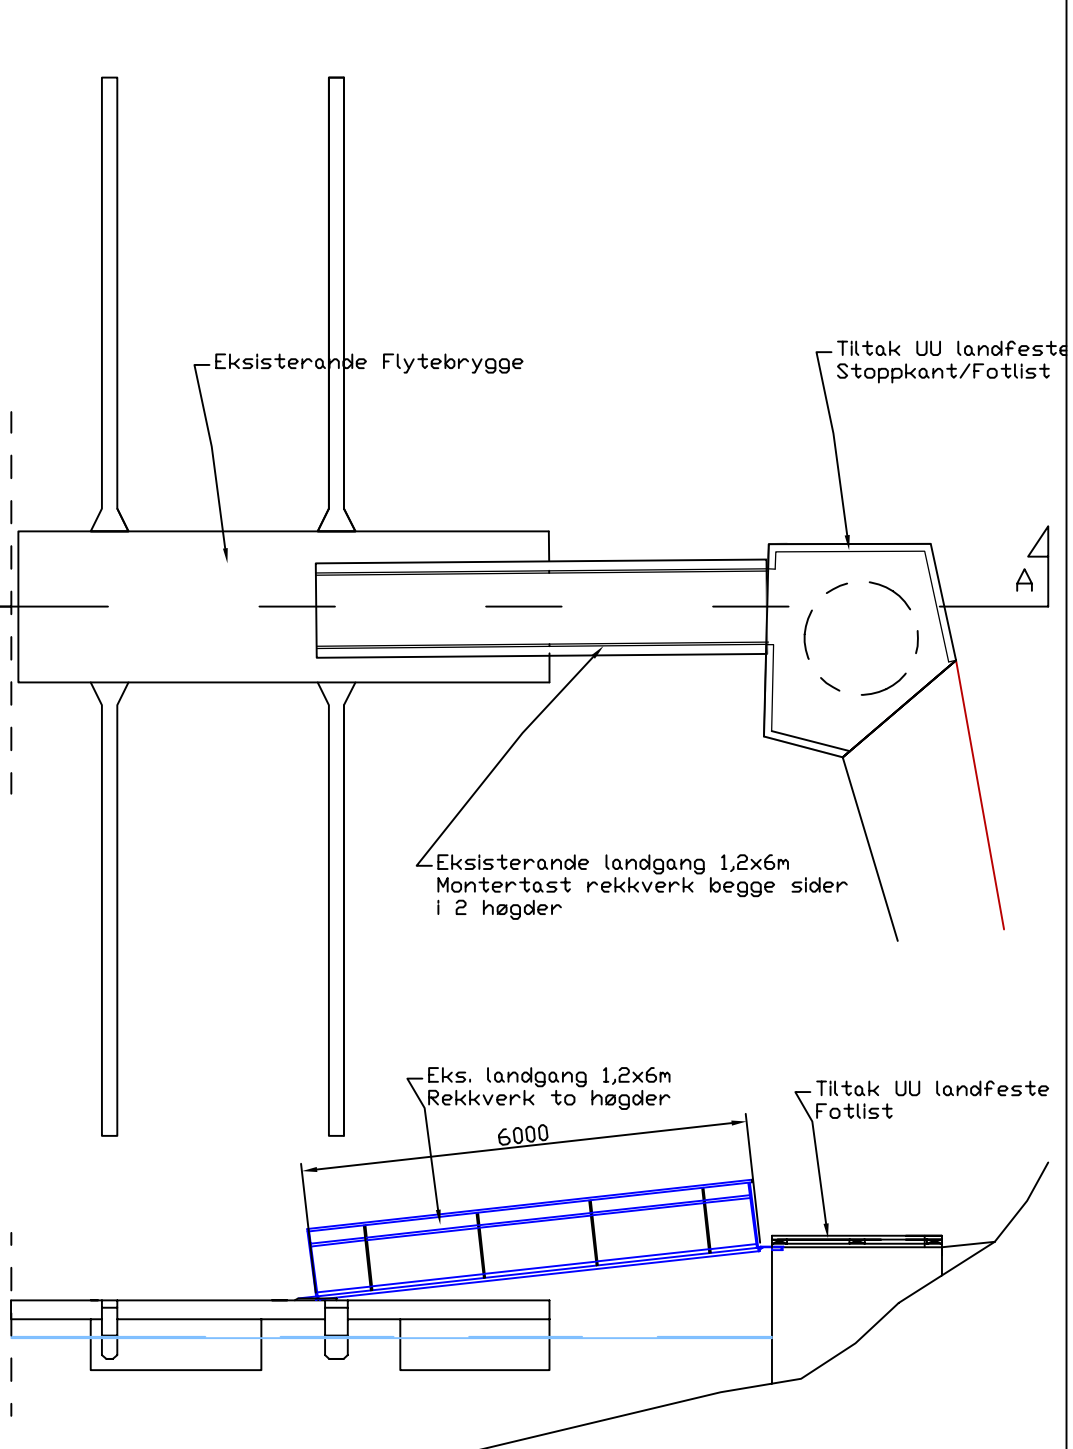 Tiltak UU landfeste
Stoppkant/Fotlist
Eksisterande Flytebrygge
A
Eksisterande landgang 1,2x6m
Montertast rekkverk begge sider
i 2 høgder
Eks. landgang 1,2x6m
Rekkverk to høgder
Tiltak UU landfeste
Fotlist
6000